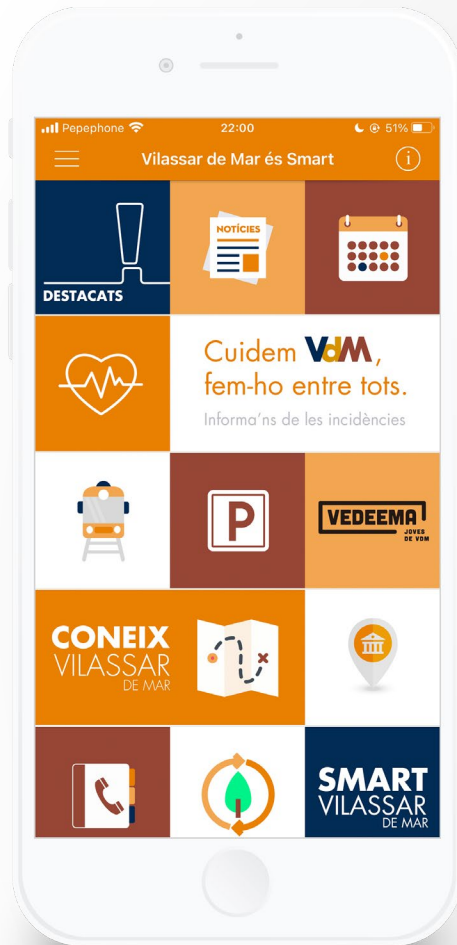 Pepephone 22:00 51%
Vilassar de Mar és Smart
DESTACATS
NOTÍCIES
Cuidem VdM,
fem-ho entre tots.
Informa'ns de les incidències
P
VEDEEMA
JOVES
DE VDM
CONEIX
VILASSAR
DE MAR
SMART
VILASSAR
DE MAR